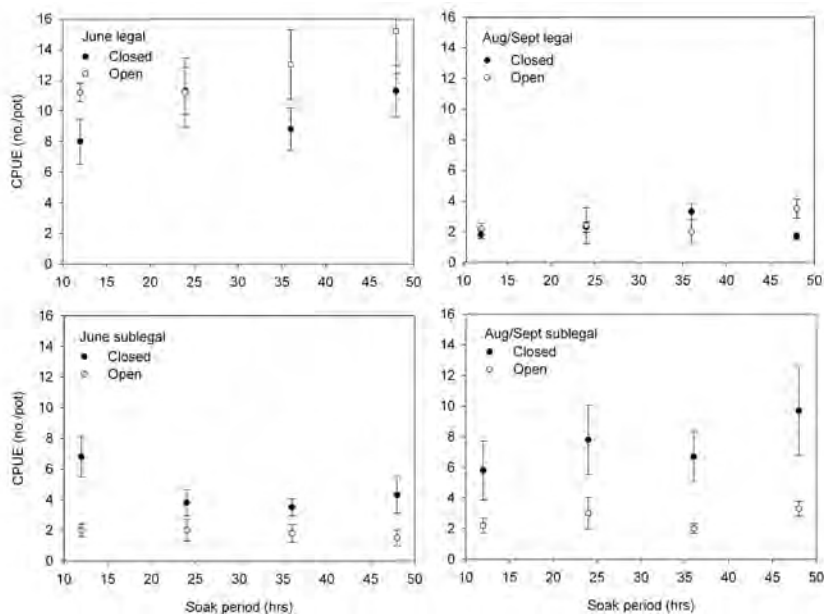 June legal
Closed
Open
CPUE (no./pot)
16
14
12
10
8
6
4
2
0
10 15 20 25 30 35 40 45 50
Aug/Sept legal
Closed
Open
16
14
12
10
8
6
4
2
0
10 15 20 25 30 35 40 45 50
June sublegal
Closed
Open
CPUE (no./pot)
16
14
12
10
8
6
4
2
0
10 15 20 25 30 35 40 45 50
Soak period (hrs)
Aug/Sept sublegal
Closed
Open
16
14
12
10
8
6
4
2
0
10 15 20 25 30 35 40 45 50
Soak period (hrs)